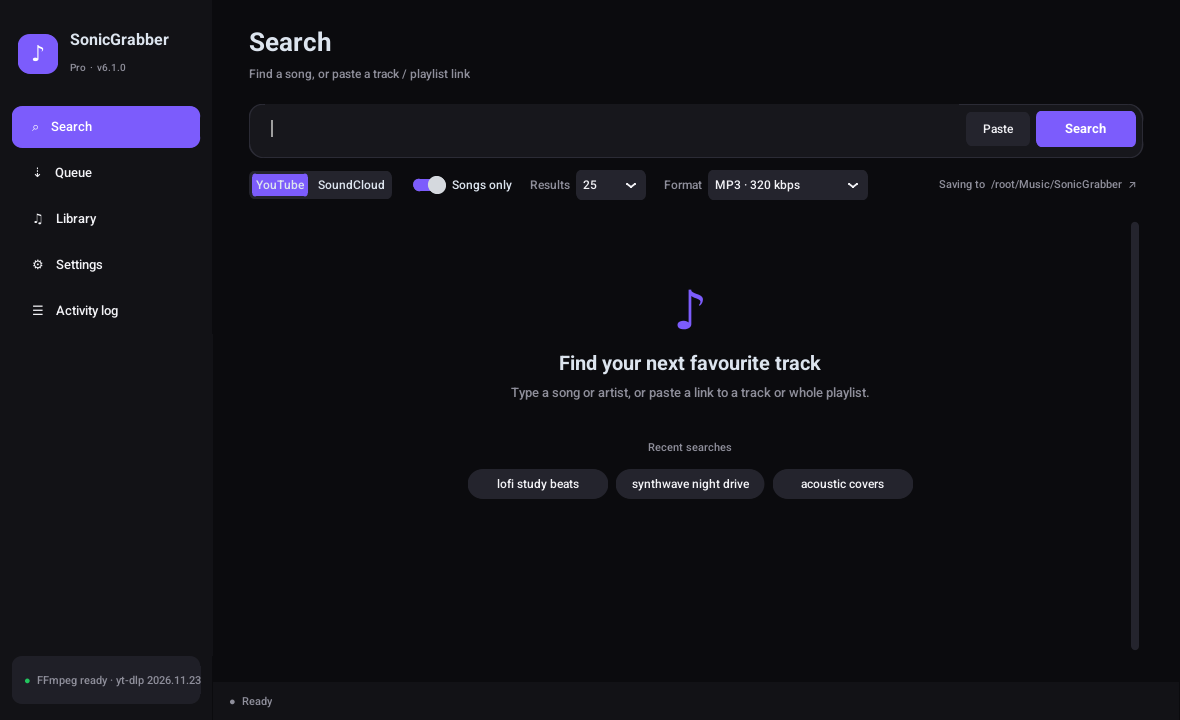 SonicGrabber
Pro · v6.1.0
Search
Queue
Library
Settings
Activity log
FFmpeg ready · yt-dlp 2026.11.23
Search
Find a song, or paste a track / playlist link
Paste
Search
YouTube
SoundCloud
Songs only
Results
25
Format
MP3 · 320 kbps
Saving to /root/Music/SonicGrabber ↗
Find your next favourite track
Type a song or artist, or paste a link to a track or whole playlist.
Recent searches
lofi study beats
synthwave night drive
acoustic covers
Ready